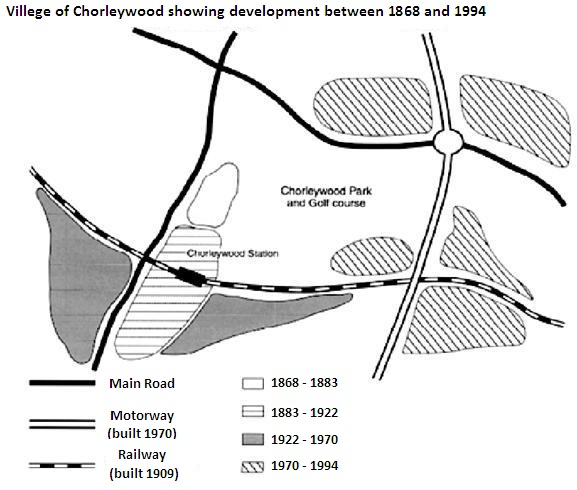 Villege of Chorleywood showing development between 1868 and 1994
Chorleywood Park
and Golf course
Chorleywood Station
Main Road
Motorway
(built 1970)
Railway
(built 1909)
1868 - 1883
1883 - 1922
1922 - 1970
1970 - 1994